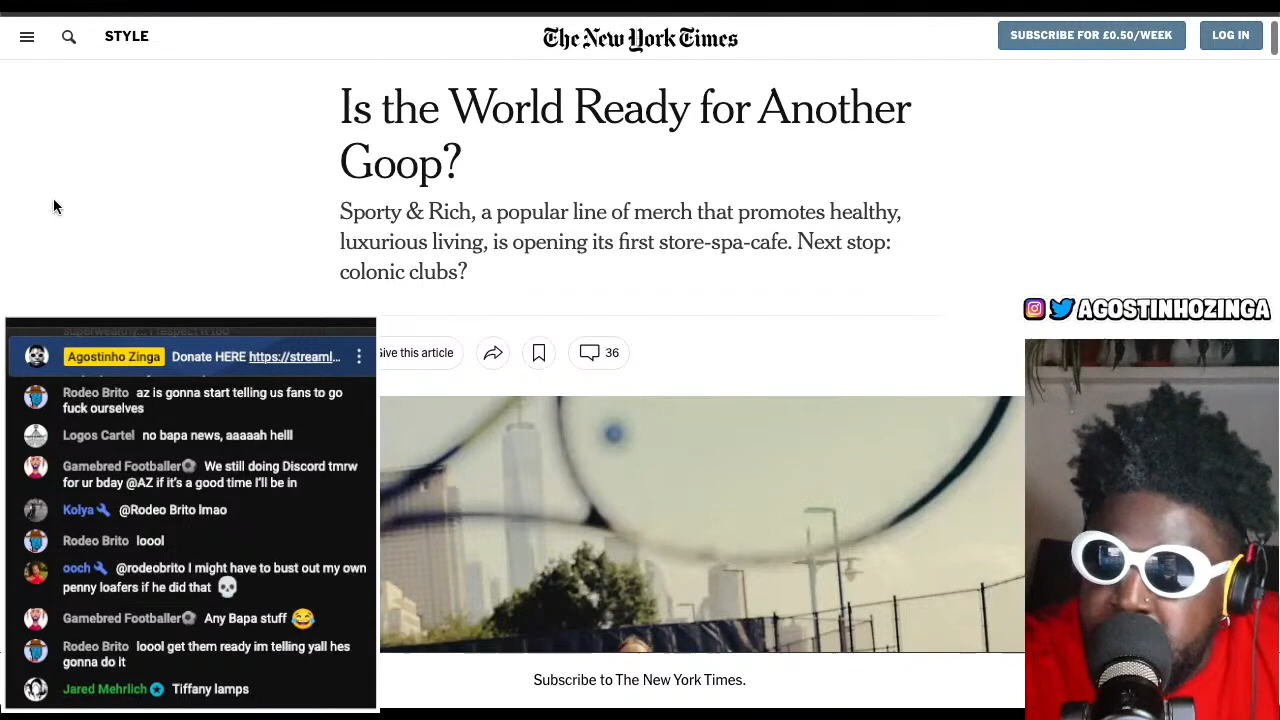 STYLE
The New York Times
SUBSCRIBE FOR £0.50/WEEK
LOG IN
Is the World Ready for Another
Goop?
Sporty & Rich, a popular line of merch that promotes healthy,
luxurious living, is opening its first store-spa-cafe. Next stop:
colonic clubs?
Give this article
36
AGOSTINHOZINGA
superwealthy... I respect it too
Agostinho Zinga Donate HERE https://streaml...
Rodeo Brito az is gonna start telling us fans to go
fuck ourselves
Logos Cartel no bapa news, aaaaah helll
Gamebred Footballer⚽ We still doing Discord tmrw
for ur bday @AZ if it's a good time I'll be in
Kolya @Rodeo Brito lmao
Rodeo Brito loool
ooch @rodeobrito I might have to bust out my own
penny loafers if he did that 💀
Gamebred Footballer⚽ Any Bapa stuff 😂
Rodeo Brito loool get them ready im telling yall hes
gonna do it
Jared Mehrlich Tiffany lamps
Subscribe to The New York Times.